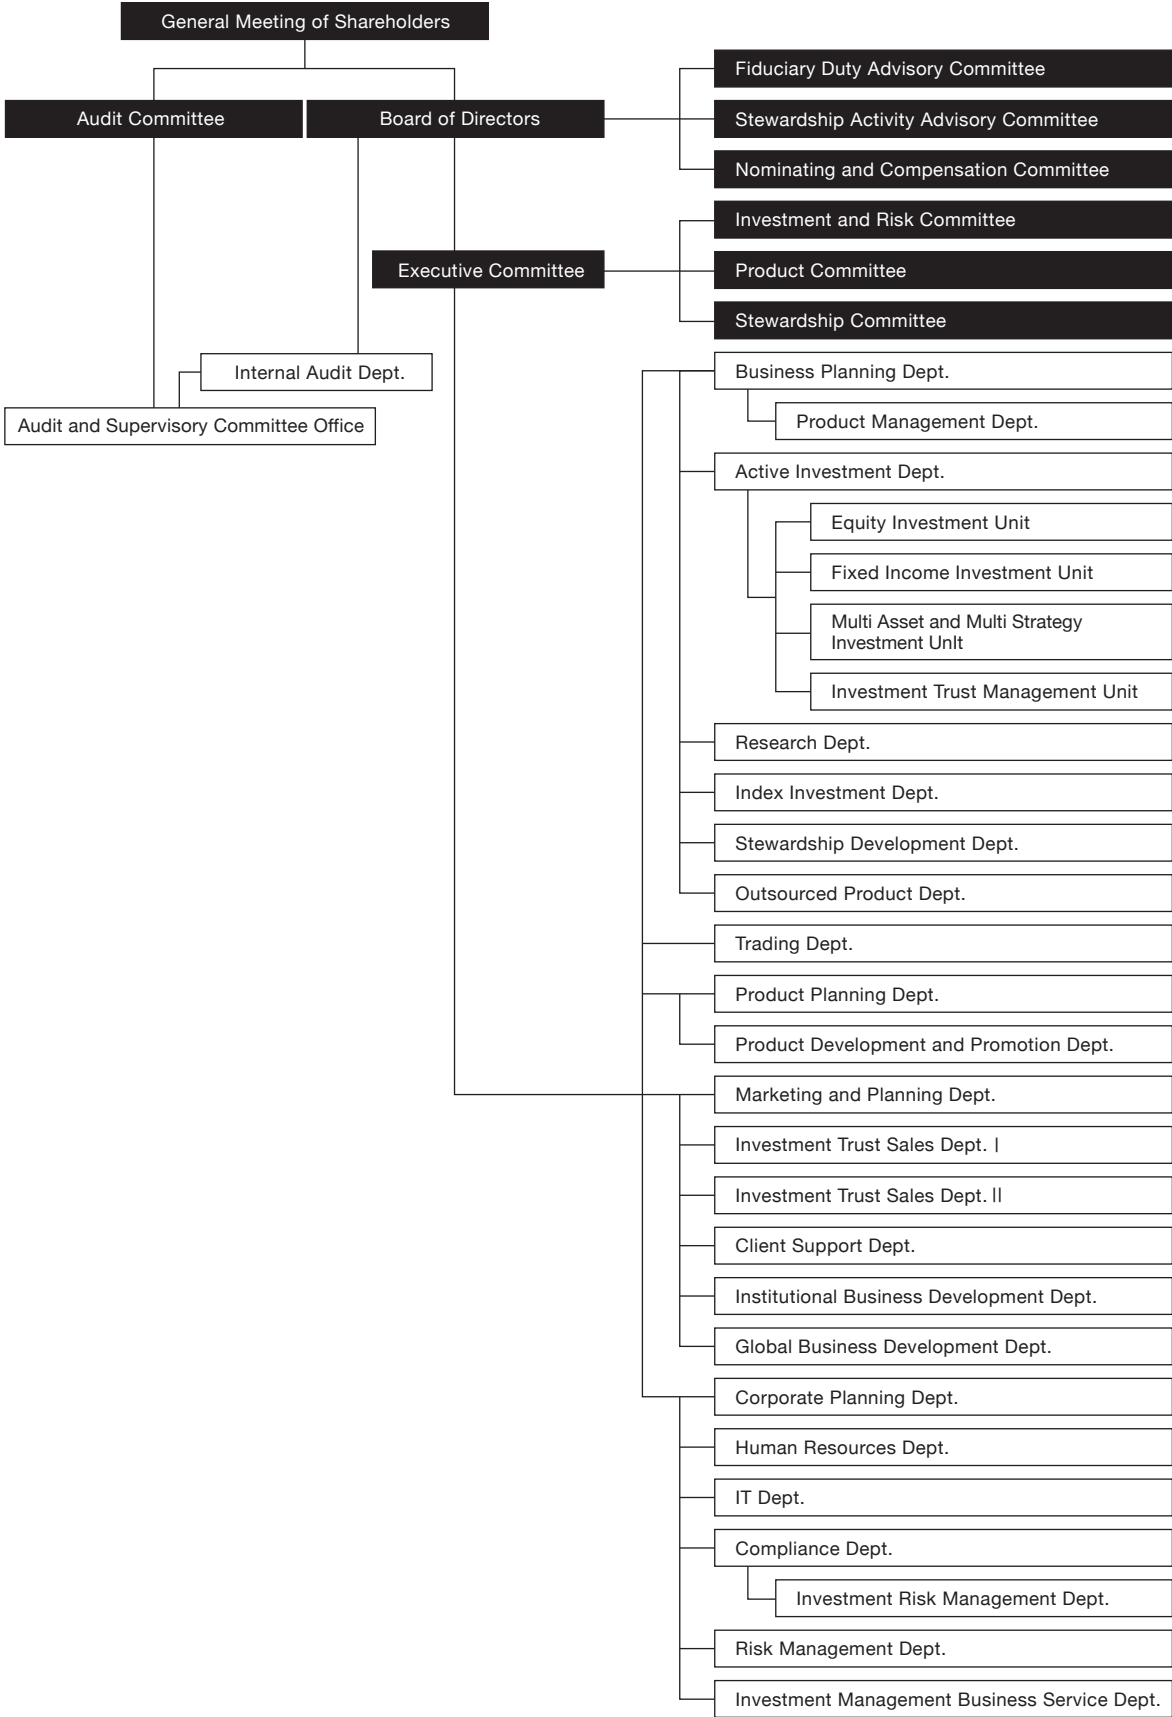 General Meeting of Shareholders
Audit Committee
Board of Directors
Fiduciary Duty Advisory Committee
Stewardship Activity Advisory Committee
Nominating and Compensation Committee
Executive Committee
Investment and Risk Committee
Product Committee
Stewardship Committee
Internal Audit Dept.
Audit and Supervisory Committee Office
Business Planning Dept.
Product Management Dept.
Active Investment Dept.
Equity Investment Unit
Fixed Income Investment Unit
Multi Asset and Multi Strategy
Investment UnIt
Investment Trust Management Unit
Research Dept.
Index Investment Dept.
Stewardship Development Dept.
Outsourced Product Dept.
Trading Dept.
Product Planning Dept.
Product Development and Promotion Dept.
Marketing and Planning Dept.
Investment Trust Sales Dept. |
Investment Trust Sales Dept. ||
Client Support Dept.
Institutional Business Development Dept.
Global Business Development Dept.
Corporate Planning Dept.
Human Resources Dept.
IT Dept.
Compliance Dept.
Investment Risk Management Dept.
Risk Management Dept.
Investment Management Business Service Dept.